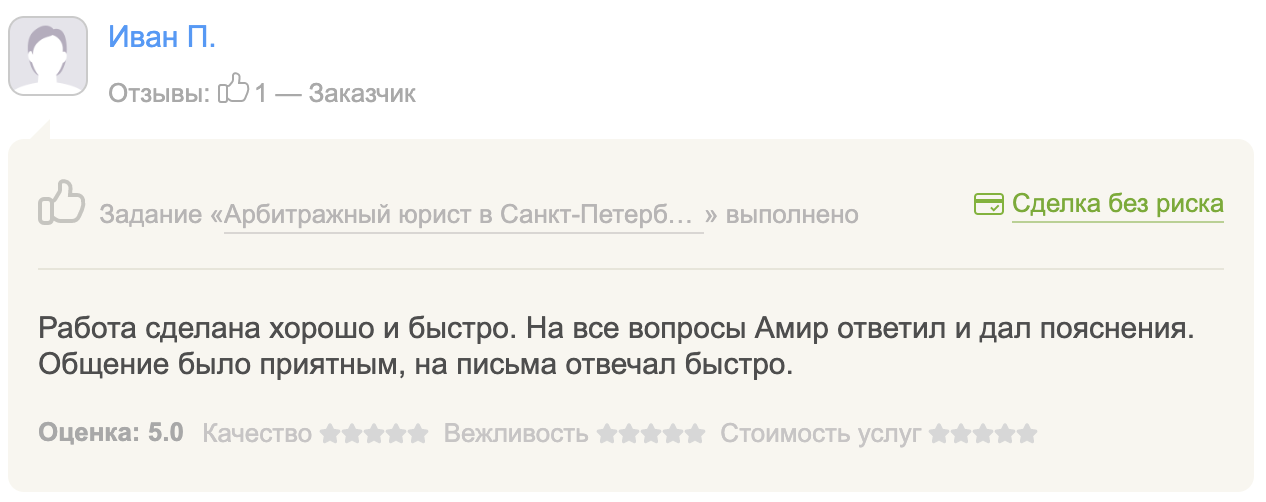 Иван П.
Отзывы: 1 — Заказчик
Задание «Арбитражный юрист в Санкт-Петерб... » выполнено
Сделка без риска
Работа сделана хорошо и быстро. На все вопросы Амир ответил и дал пояснения.
Общение было приятным, на письма отвечал быстро.
Оценка: 5.0 Качество Вежливость Стоимость услуг